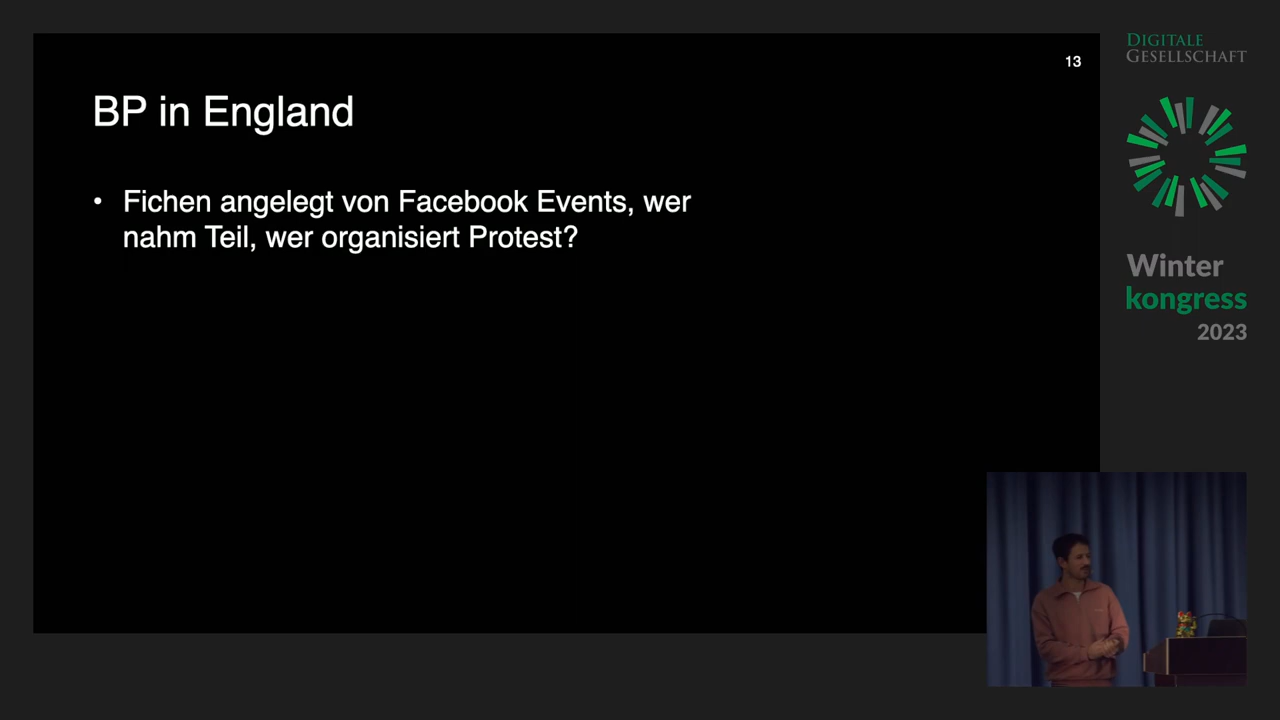 13
BP in England
• Fichen angelegt von Facebook Events, wer
nahm Teil, wer organisiert Protest?
DIGITALE
GESELLSCHAFT
Winter
kongress
2023